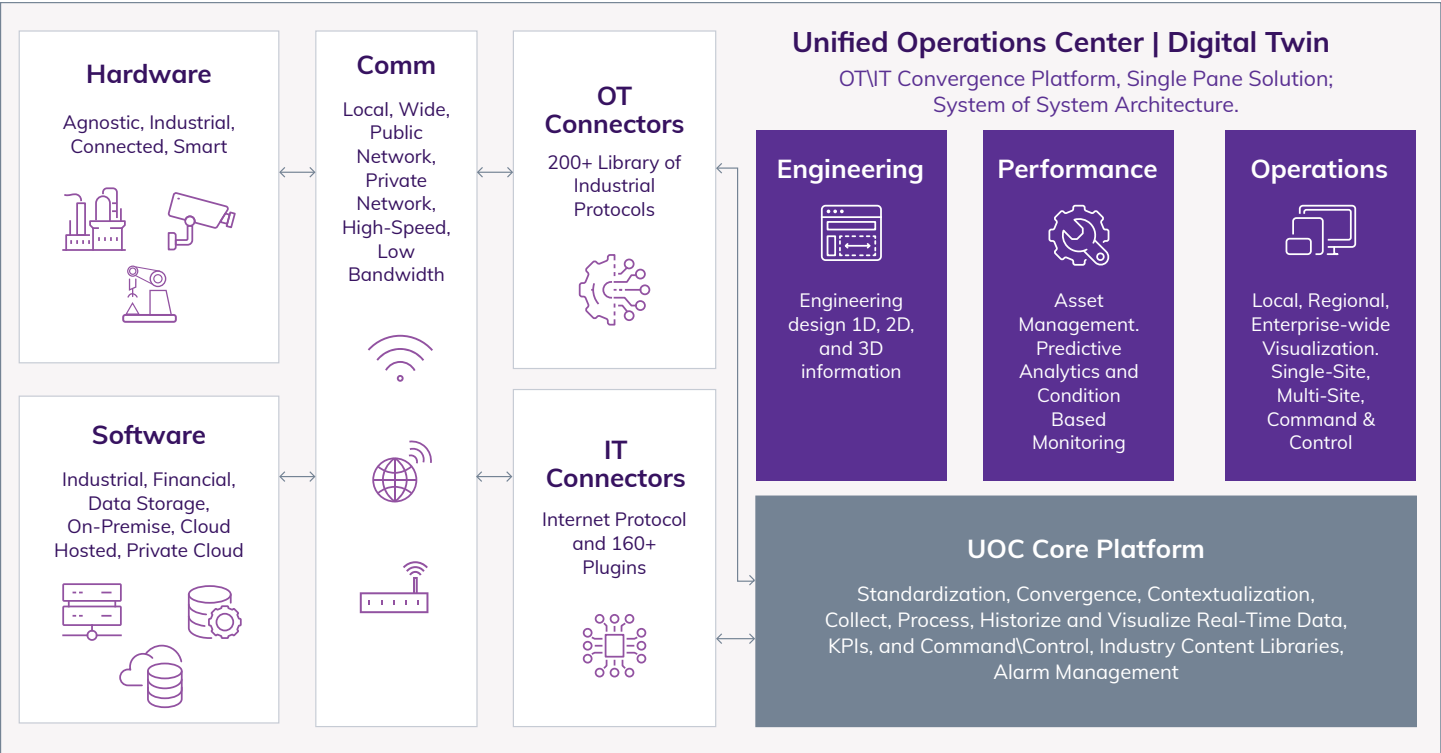 Hardware
Agnostic, Industrial,
Connected, Smart
Software
Industrial, Financial,
Data Storage,
On-Premise, Cloud
Hosted, Private Cloud
Comm
Local, Wide,
Public
Network,
Private
Network,
High-Speed,
Low
Bandwidth
OT
Connectors
200+ Library of
Industrial
Protocols
IT
Connectors
Internet Protocol
and 160+
Plugins
Unified Operations Center | Digital Twin
OT\IT Convergence Platform, Single Pane Solution;
System of System Architecture.
Engineering
Engineering
design 1D, 2D,
and 3D
information
Performance
Asset
Management.
Predictive
Analytics and
Condition
Based
Monitoring
Operations
Local, Regional,
Enterprise-wide
Visualization.
Single-Site,
Multi-Site,
Command &
Control
UOC Core Platform
Standardization, Convergence, Contextualization,
Collect, Process, Historize and Visualize Real-Time Data,
KPIs, and Command\Control, Industry Content Libraries,
Alarm Management